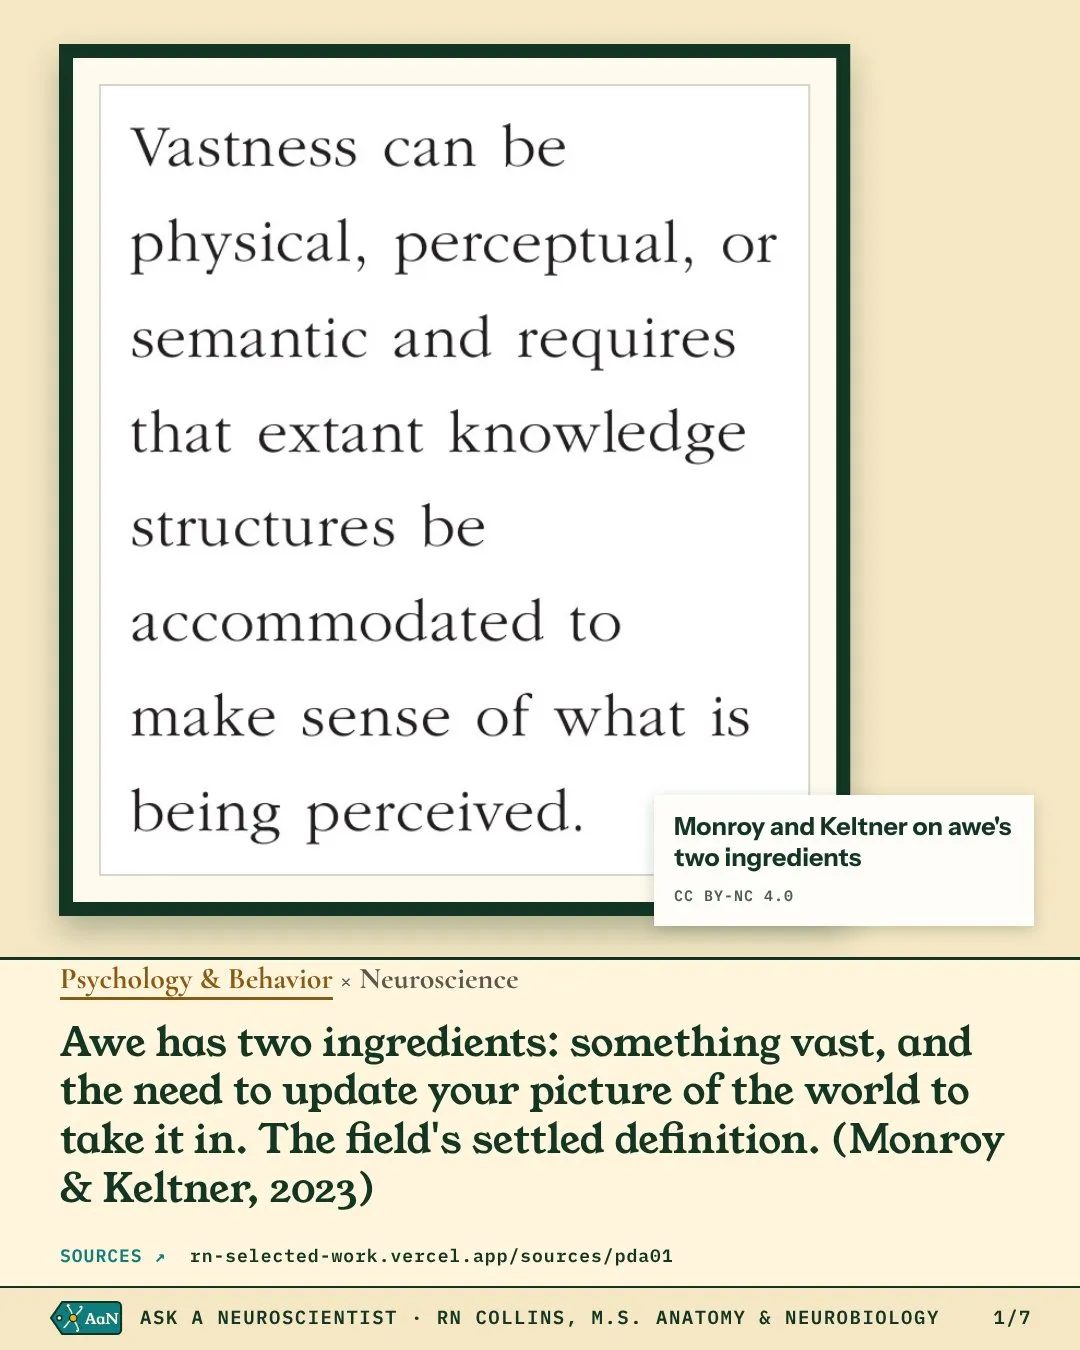 Vastness can be
physical, perceptual, or
semantic and requires
that extant knowledge
structures be
accommodated to
make sense of what is
being perceived.
Monroy and Keltner on awe's
two ingredients
CC BY-NC 4.0
Psychology & Behavior × Neuroscience
Awe has two ingredients: something vast, and
the need to update your picture of the world to
take it in. The field's settled definition. (Monroy
& Keltner, 2023)
SOURCES ↗ rn-selected-work.vercel.app/sources/pda01
AaN ASK A NEUROSCIENTIST · RN COLLINS, M.S. ANATOMY & NEUROBIOLOGY 1/7